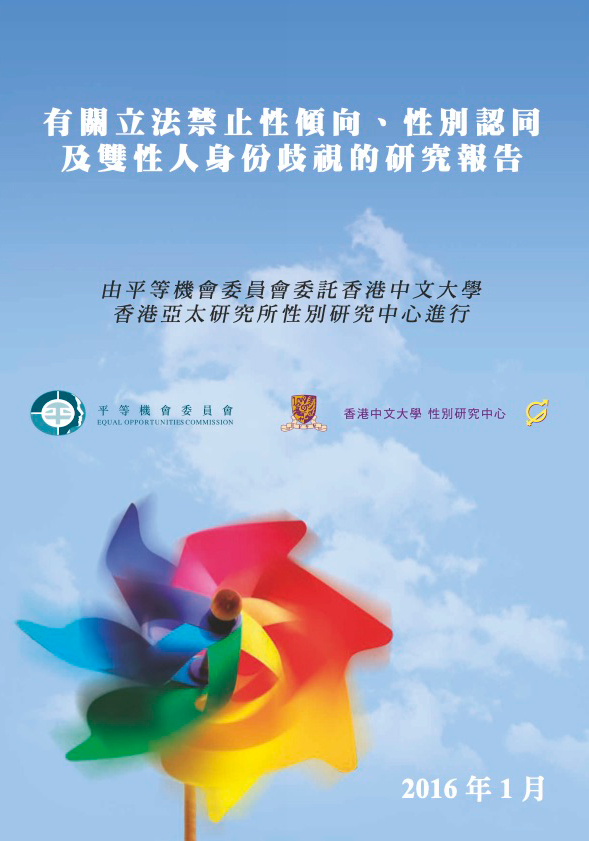 有關立法禁止性傾向、性別認同
及雙性人身份歧視的研究報告
由平等機會委員會委託香港中文大學
香港亞太研究所性別研究中心進行
平等機會委員會
EQUAL OPPORTUNITIES COMMISSION
香港中文大學 性別研究中心
2016 年 1 月